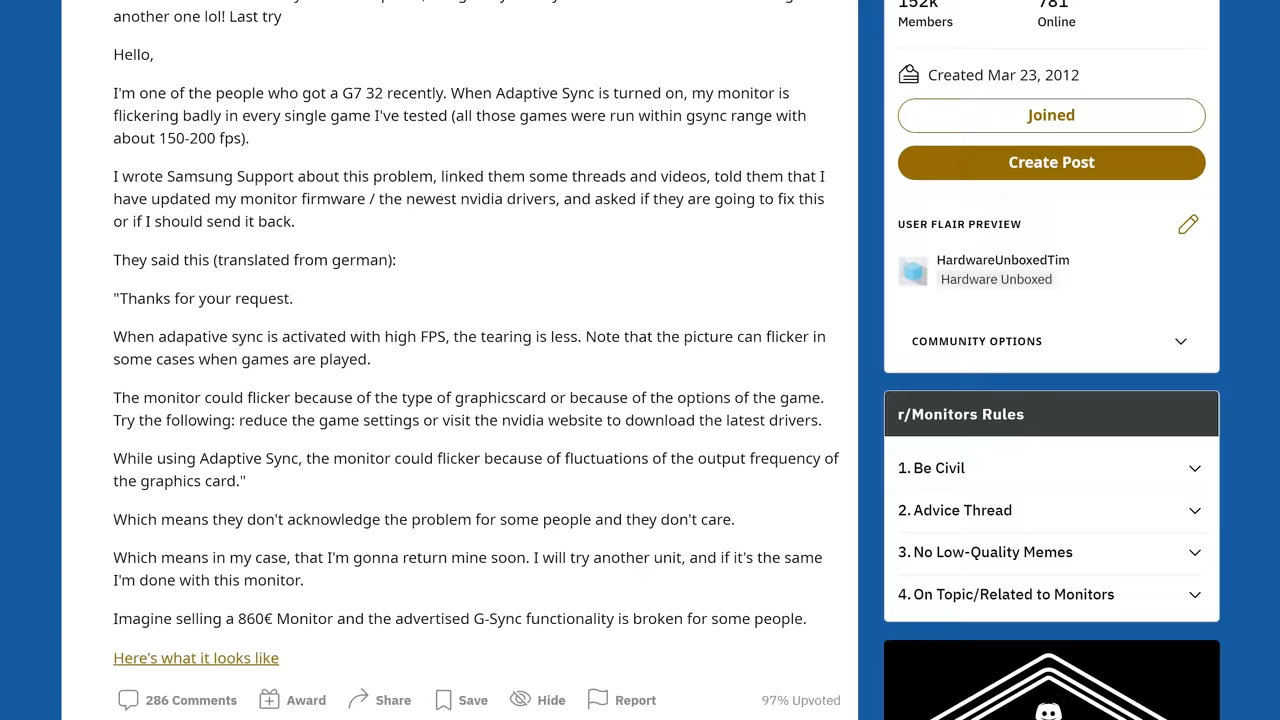 another one lol! Last try
Hello,
I'm one of the people who got a G7 32 recently. When Adaptive Sync is turned on, my monitor is
flickering badly in every single game I've tested (all those games were run within gsync range with
about 150-200 fps).
I wrote Samsung Support about this problem, linked them some threads and videos, told them that I
have updated my monitor firmware / the newest nvidia drivers, and asked if they are going to fix this
or if I should send it back.
They said this (translated from german):
"Thanks for your request.
When adapative sync is activated with high FPS, the tearing is less. Note that the picture can flicker in
some cases when games are played.
The monitor could flicker because of the type of graphicscard or because of the options of the game.
Try the following: reduce the game settings or visit the nvidia website to download the latest drivers.
While using Adaptive Sync, the monitor could flicker because of fluctuations of the output frequency of
the graphics card."
Which means they don't acknowledge the problem for some people and they don't care.
Which means in my case, that I'm gonna return mine soon. I will try another unit, and if it's the same
I'm done with this monitor.
Imagine selling a 860€ Monitor and the advertised G-Sync functionality is broken for some people.
Here's what it looks like
286 Comments Award Share Save Hide Report 97% Upvoted
152k 781
Members Online
Created Mar 23, 2012
Joined
Create Post
USER FLAIR PREVIEW
HardwareUnboxedTim
Hardware Unboxed
COMMUNITY OPTIONS
r/Monitors Rules
1. Be Civil
2. Advice Thread
3. No Low-Quality Memes
4. On Topic/Related to Monitors